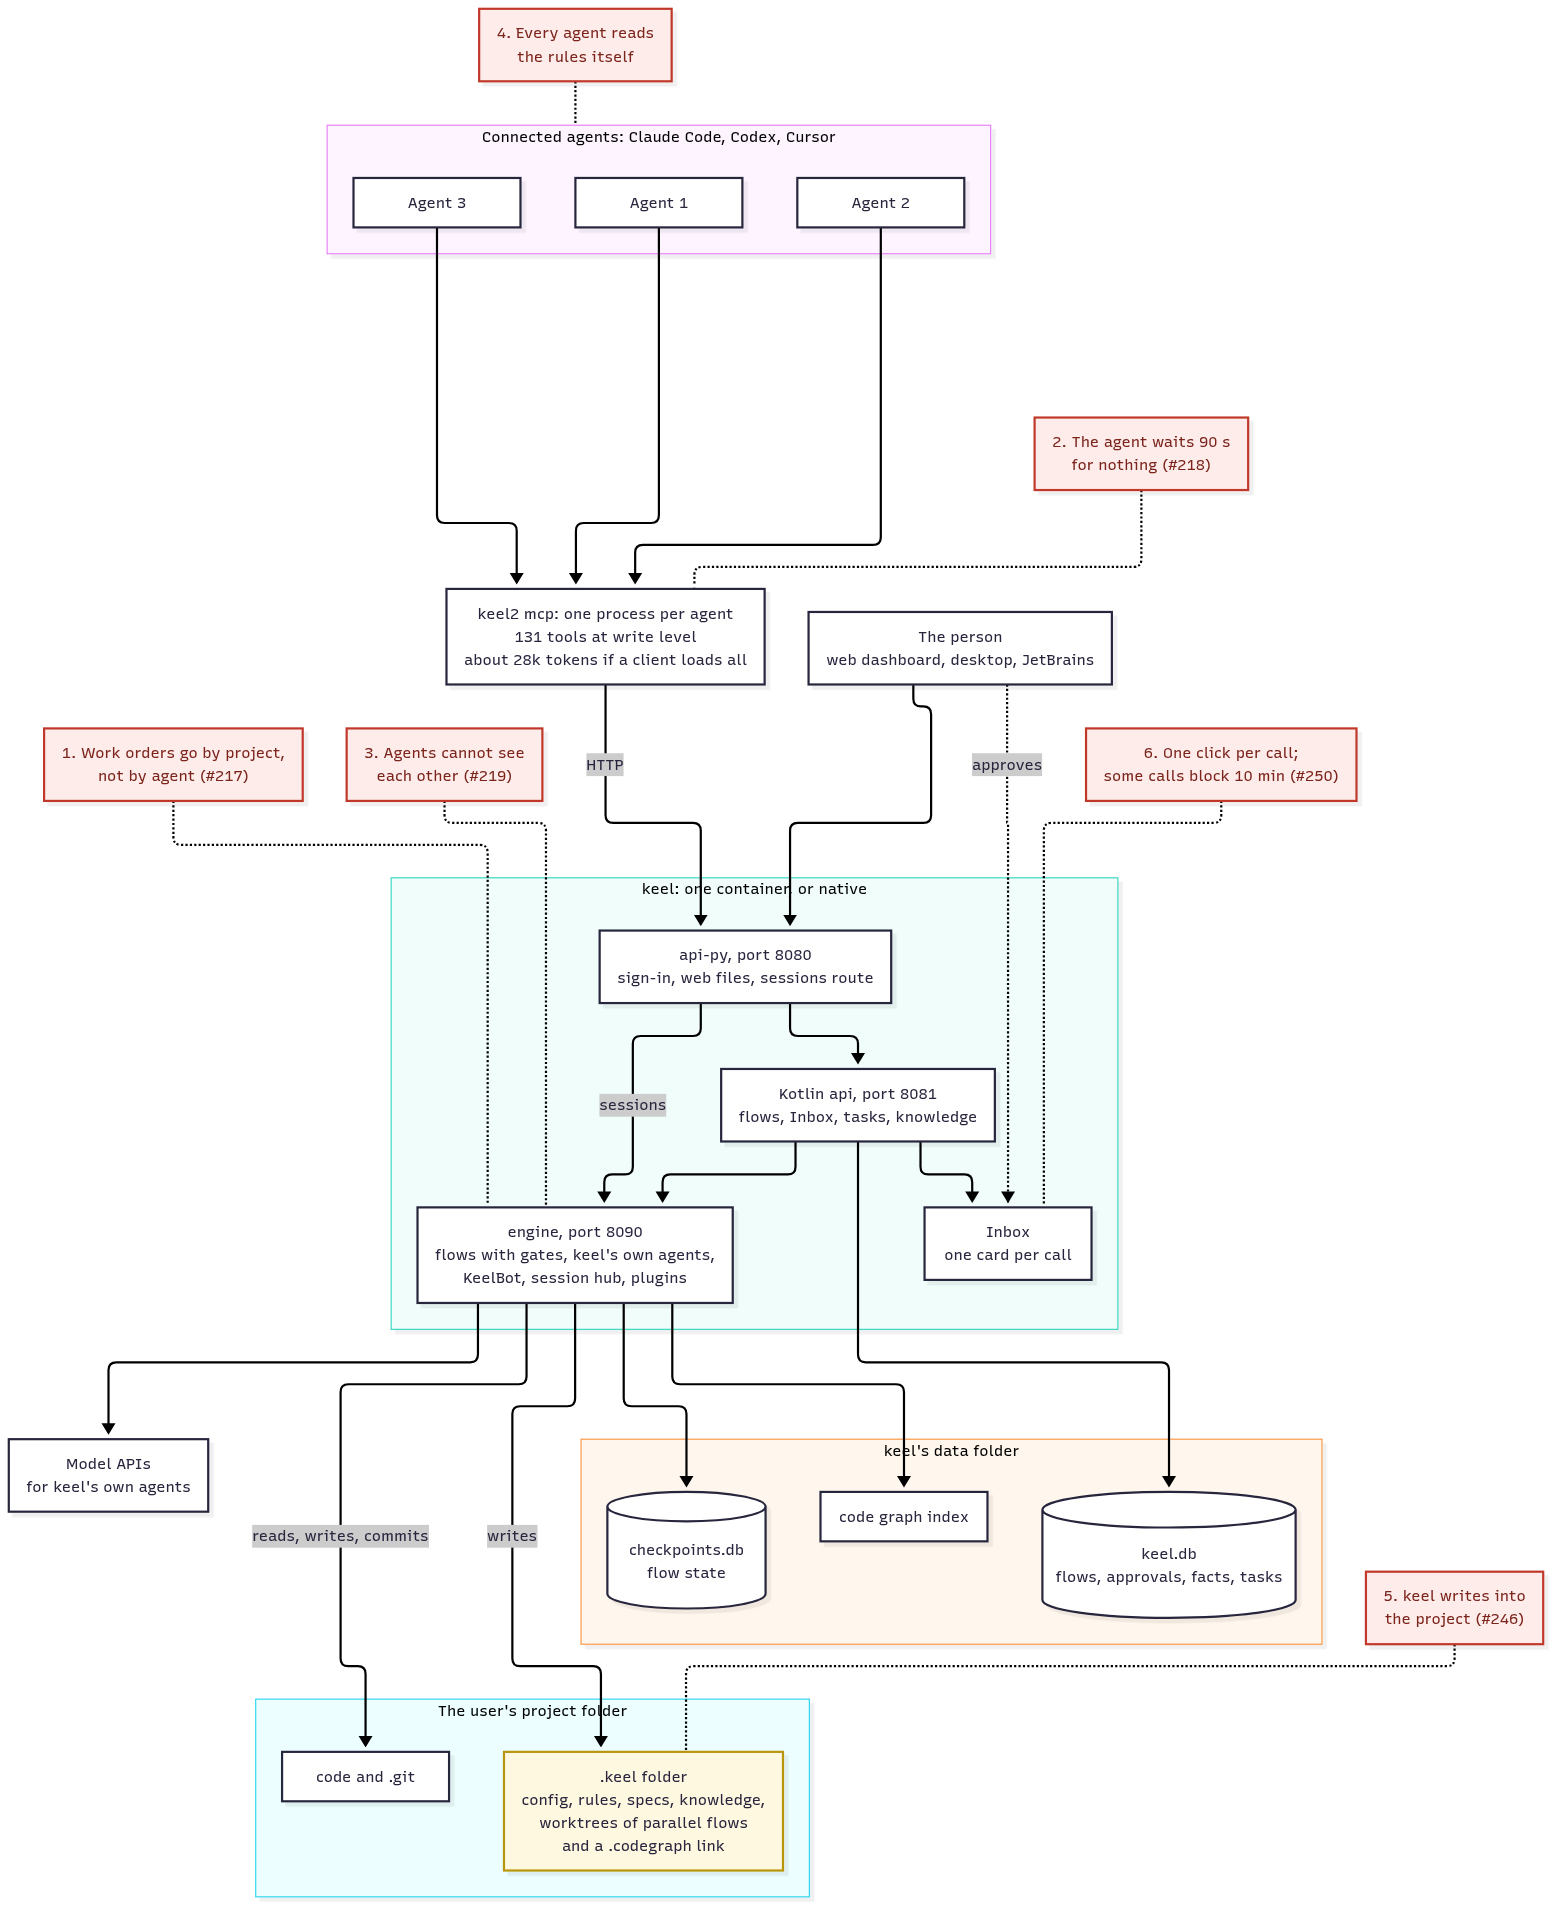 4. Every agent reads
the rules itself
Connected agents: Claude Code, Codex, Cursor
Agent 3
Agent 1
Agent 2
2. The agent waits 90 s
for nothing (#218)
keel2 mcp: one process per agent
131 tools at write level
about 28k tokens if a client loads all
The person
web dashboard, desktop, JetBrains
1. Work orders go by project,
not by agent (#217)
3. Agents cannot see
each other (#219)
HTTP
approves
6. One click per call;
some calls block 10 min (#250)
keel: one container or native
api-py, port 8080
sign-in, web files, sessions route
sessions
Kotlin api, port 8081
flows, Inbox, tasks, knowledge
engine, port 8090
flows with gates, keel's own agents,
KeelBot, session hub, plugins
Inbox
one card per call
Model APIs
for keel's own agents
reads, writes, commits
writes
keel's data folder
checkpoints.db
flow state
code graph index
keel.db
flows, approvals, facts, tasks
5. keel writes into
the project (#246)
The user's project folder
code and .git
.keel folder
config, rules, specs, knowledge,
worktrees of parallel flows
and a .codegraph link